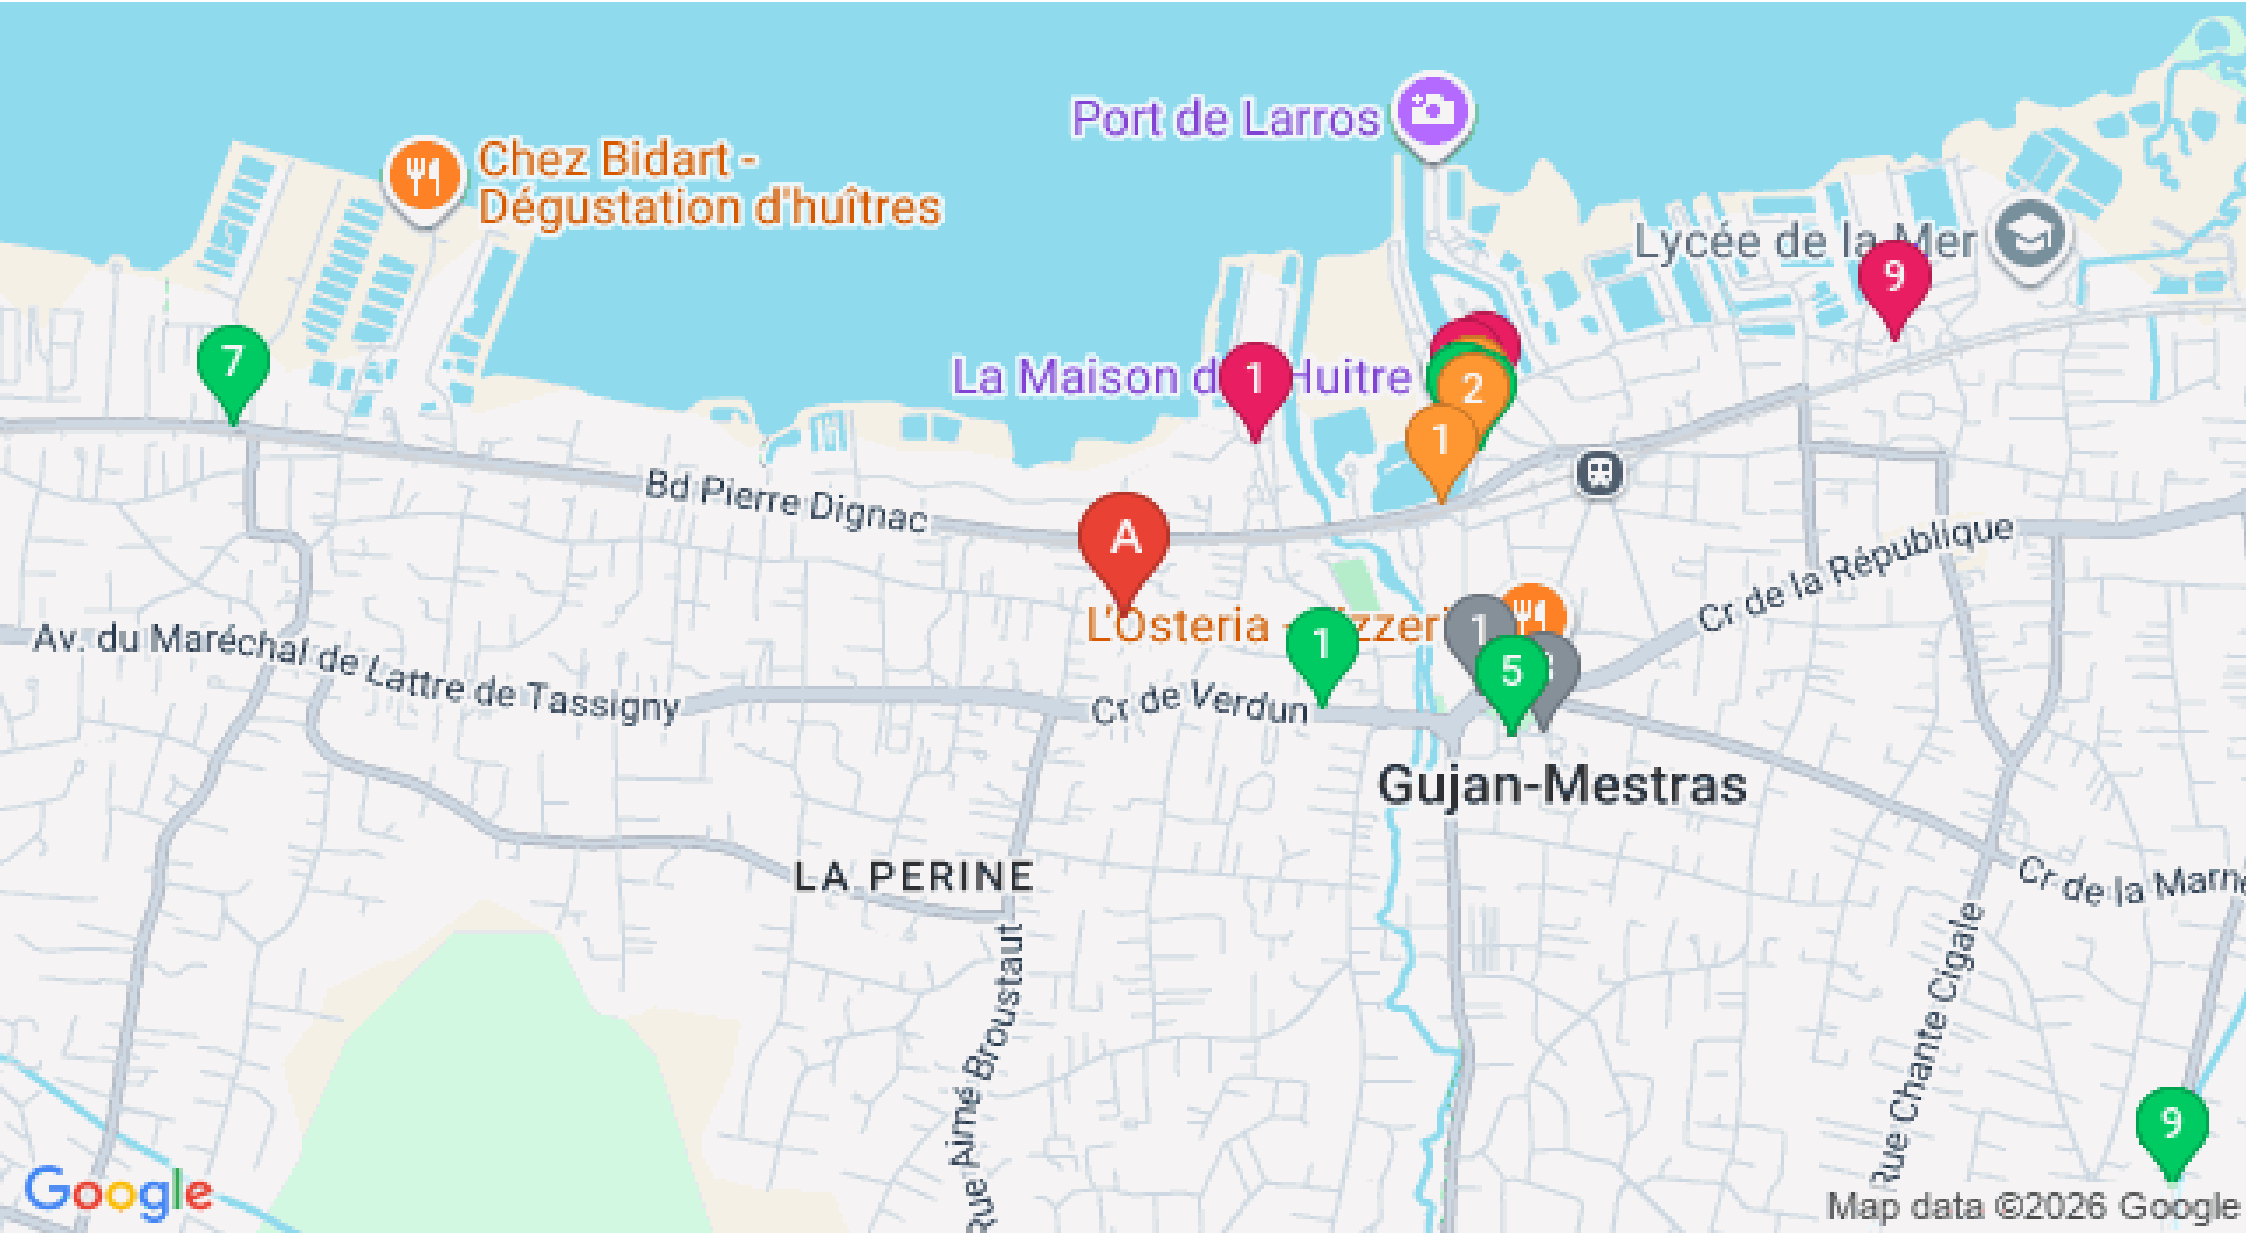 Port de Larros
Chez Bidart -
Dégustation d'huîtres
Lycée de la Mer
9
7
La Maison d
1
Huitre
2
1
Bd Pierre Dignac
A
Cr de la République
L'Osteria -
1
Av. du Maréchal de Lattre de Tassigny
1
5
Cr de Verdun
Gujan-Mestras
LA PERINE
Cr de la Marne
Rue Aimé Broustaut
Rue Chante Cigale
9
Google
Map data ©2026 Google